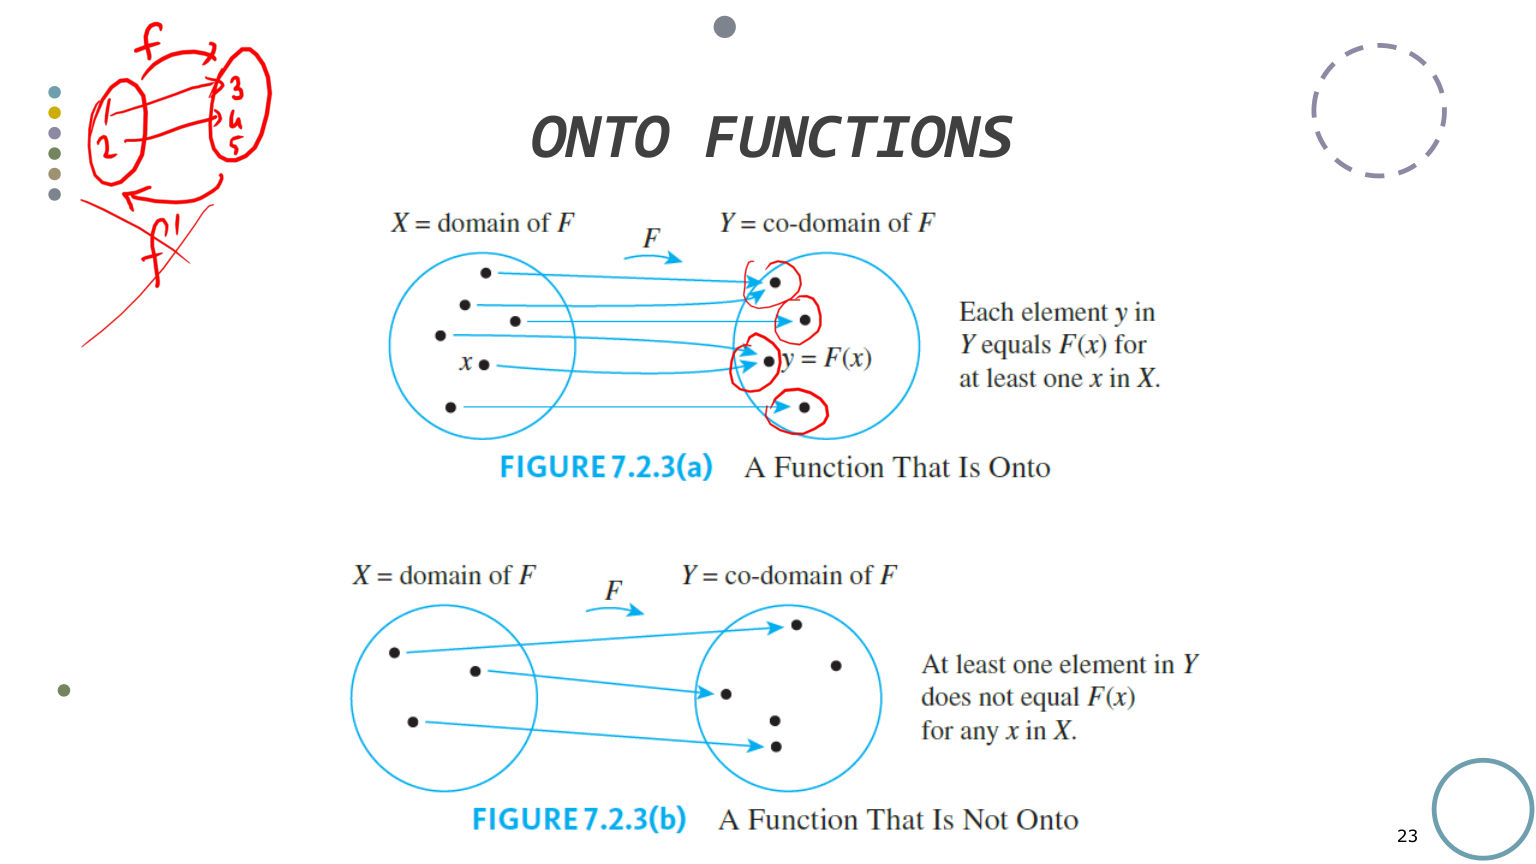 f
1
2
3
4
5
f'
ONTO FUNCTIONS
X = domain of F
F
Y = co-domain of F
x
y = F(x)
Each element y in
Y equals F(x) for
at least one x in X.
FIGURE 7.2.3(a) A Function That Is Onto
X = domain of F
F
Y = co-domain of F
At least one element in Y
does not equal F(x)
for any x in X.
FIGURE 7.2.3(b) A Function That Is Not Onto
23